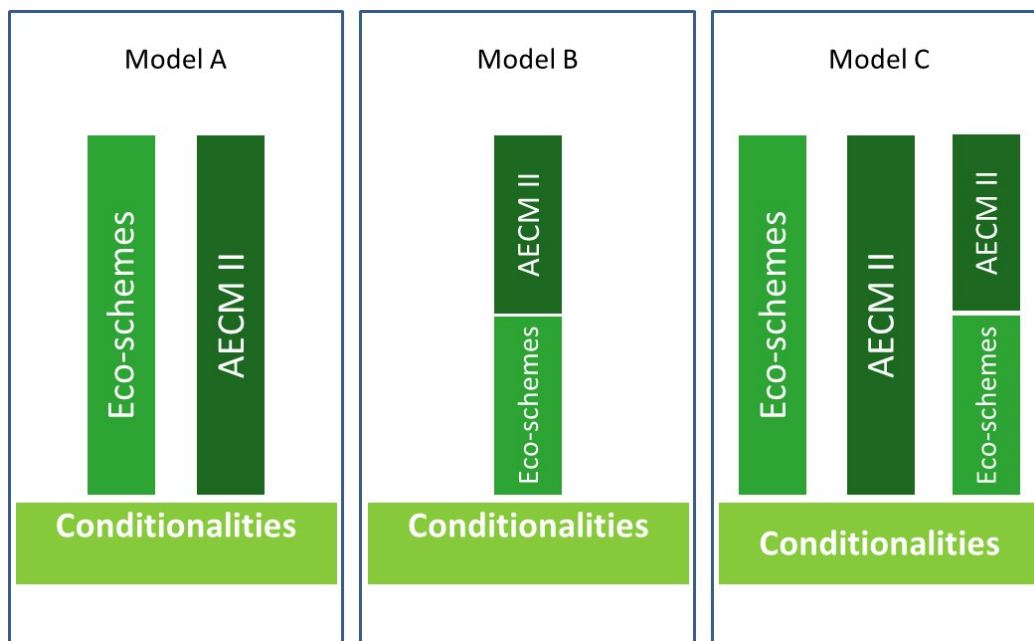 Model A
Eco-schemes
AECM II
Conditionalities
Model B
AECM II
Eco-schemes
Conditionalities
Model C
Eco-schemes
AECM II
AECM II
Eco-schemes
Conditionalities